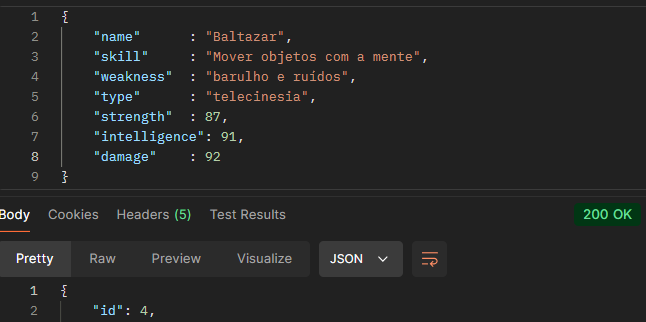 1 {
2 "name" : "Baltazar",
3 "skill" : "Mover objetos com a mente",
4 "weakness" : "barulho e ruídos",
5 "type" : "telecinesia",
6 "strength" : 87,
7 "intelligence": 91,
8 "damage" : 92
9 }
Body Cookies Headers (5) Test Results 200 OK
Pretty Raw Preview Visualize JSON
1 {
2 "id": 4,